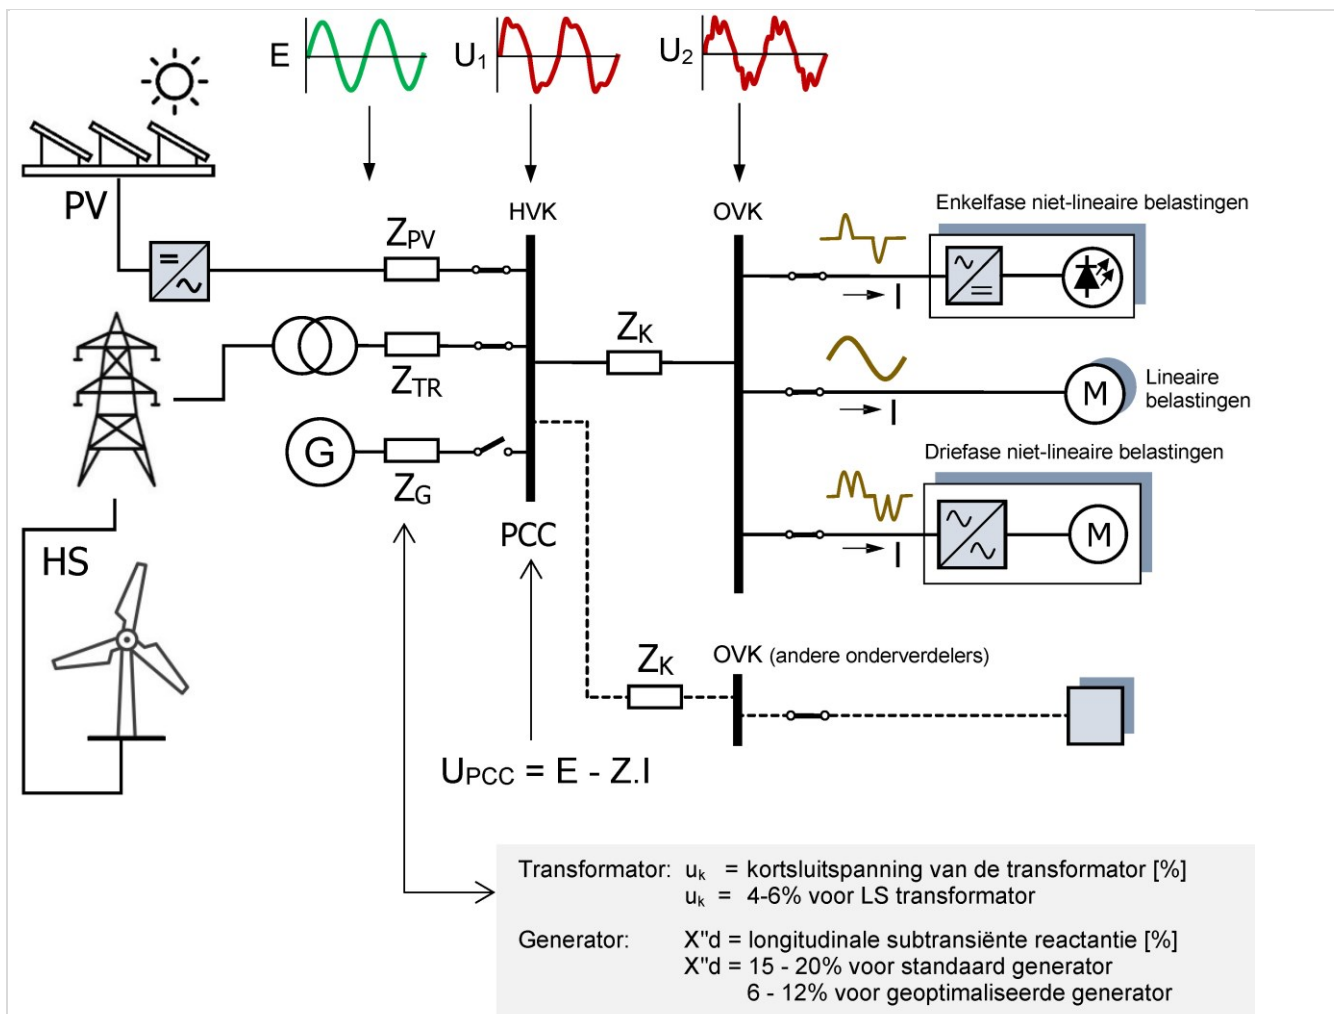 E
U1
U2
PV
HVK
OVK
Enkelfase niet-lineaire belastingen
ZPV
I
ZTR
ZK
Lineaire
belastingen
M
I
G
ZG
Driefase niet-lineaire belastingen
M
I
PCC
HS
ZK
OVK (andere onderverdelers)
UPCC = E - Z.I
Transformator: uk = kortsluitspanning van de transformator [%]
uk = 4-6% voor LS transformator
Generator: X"d = longitudinale subtransiënte reactantie [%]
X"d = 15 - 20% voor standaard generator
6 - 12% voor geoptimaliseerde generator